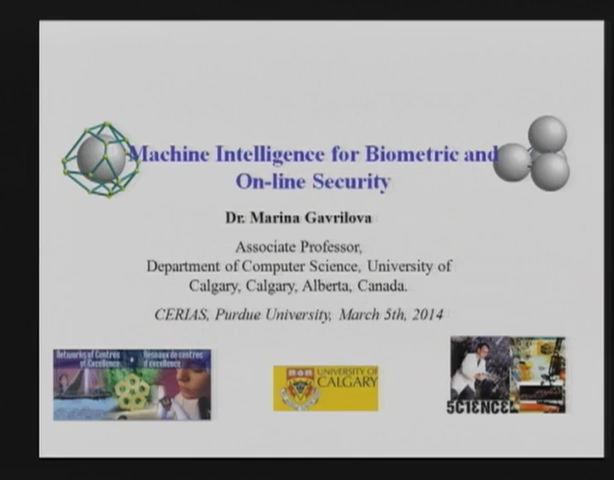 Machine Intelligence for Biometric and
On-line Security
Dr. Marina Gavrilova
Associate Professor,
Department of Computer Science, University of
Calgary, Calgary, Alberta, Canada.
CERIAS, Purdue University, March 5th, 2014
Networks of Centres
of Excellence
Réseaux de centres
d'excellence
UNIVERSITY OF
CALGARY
SCIENCE